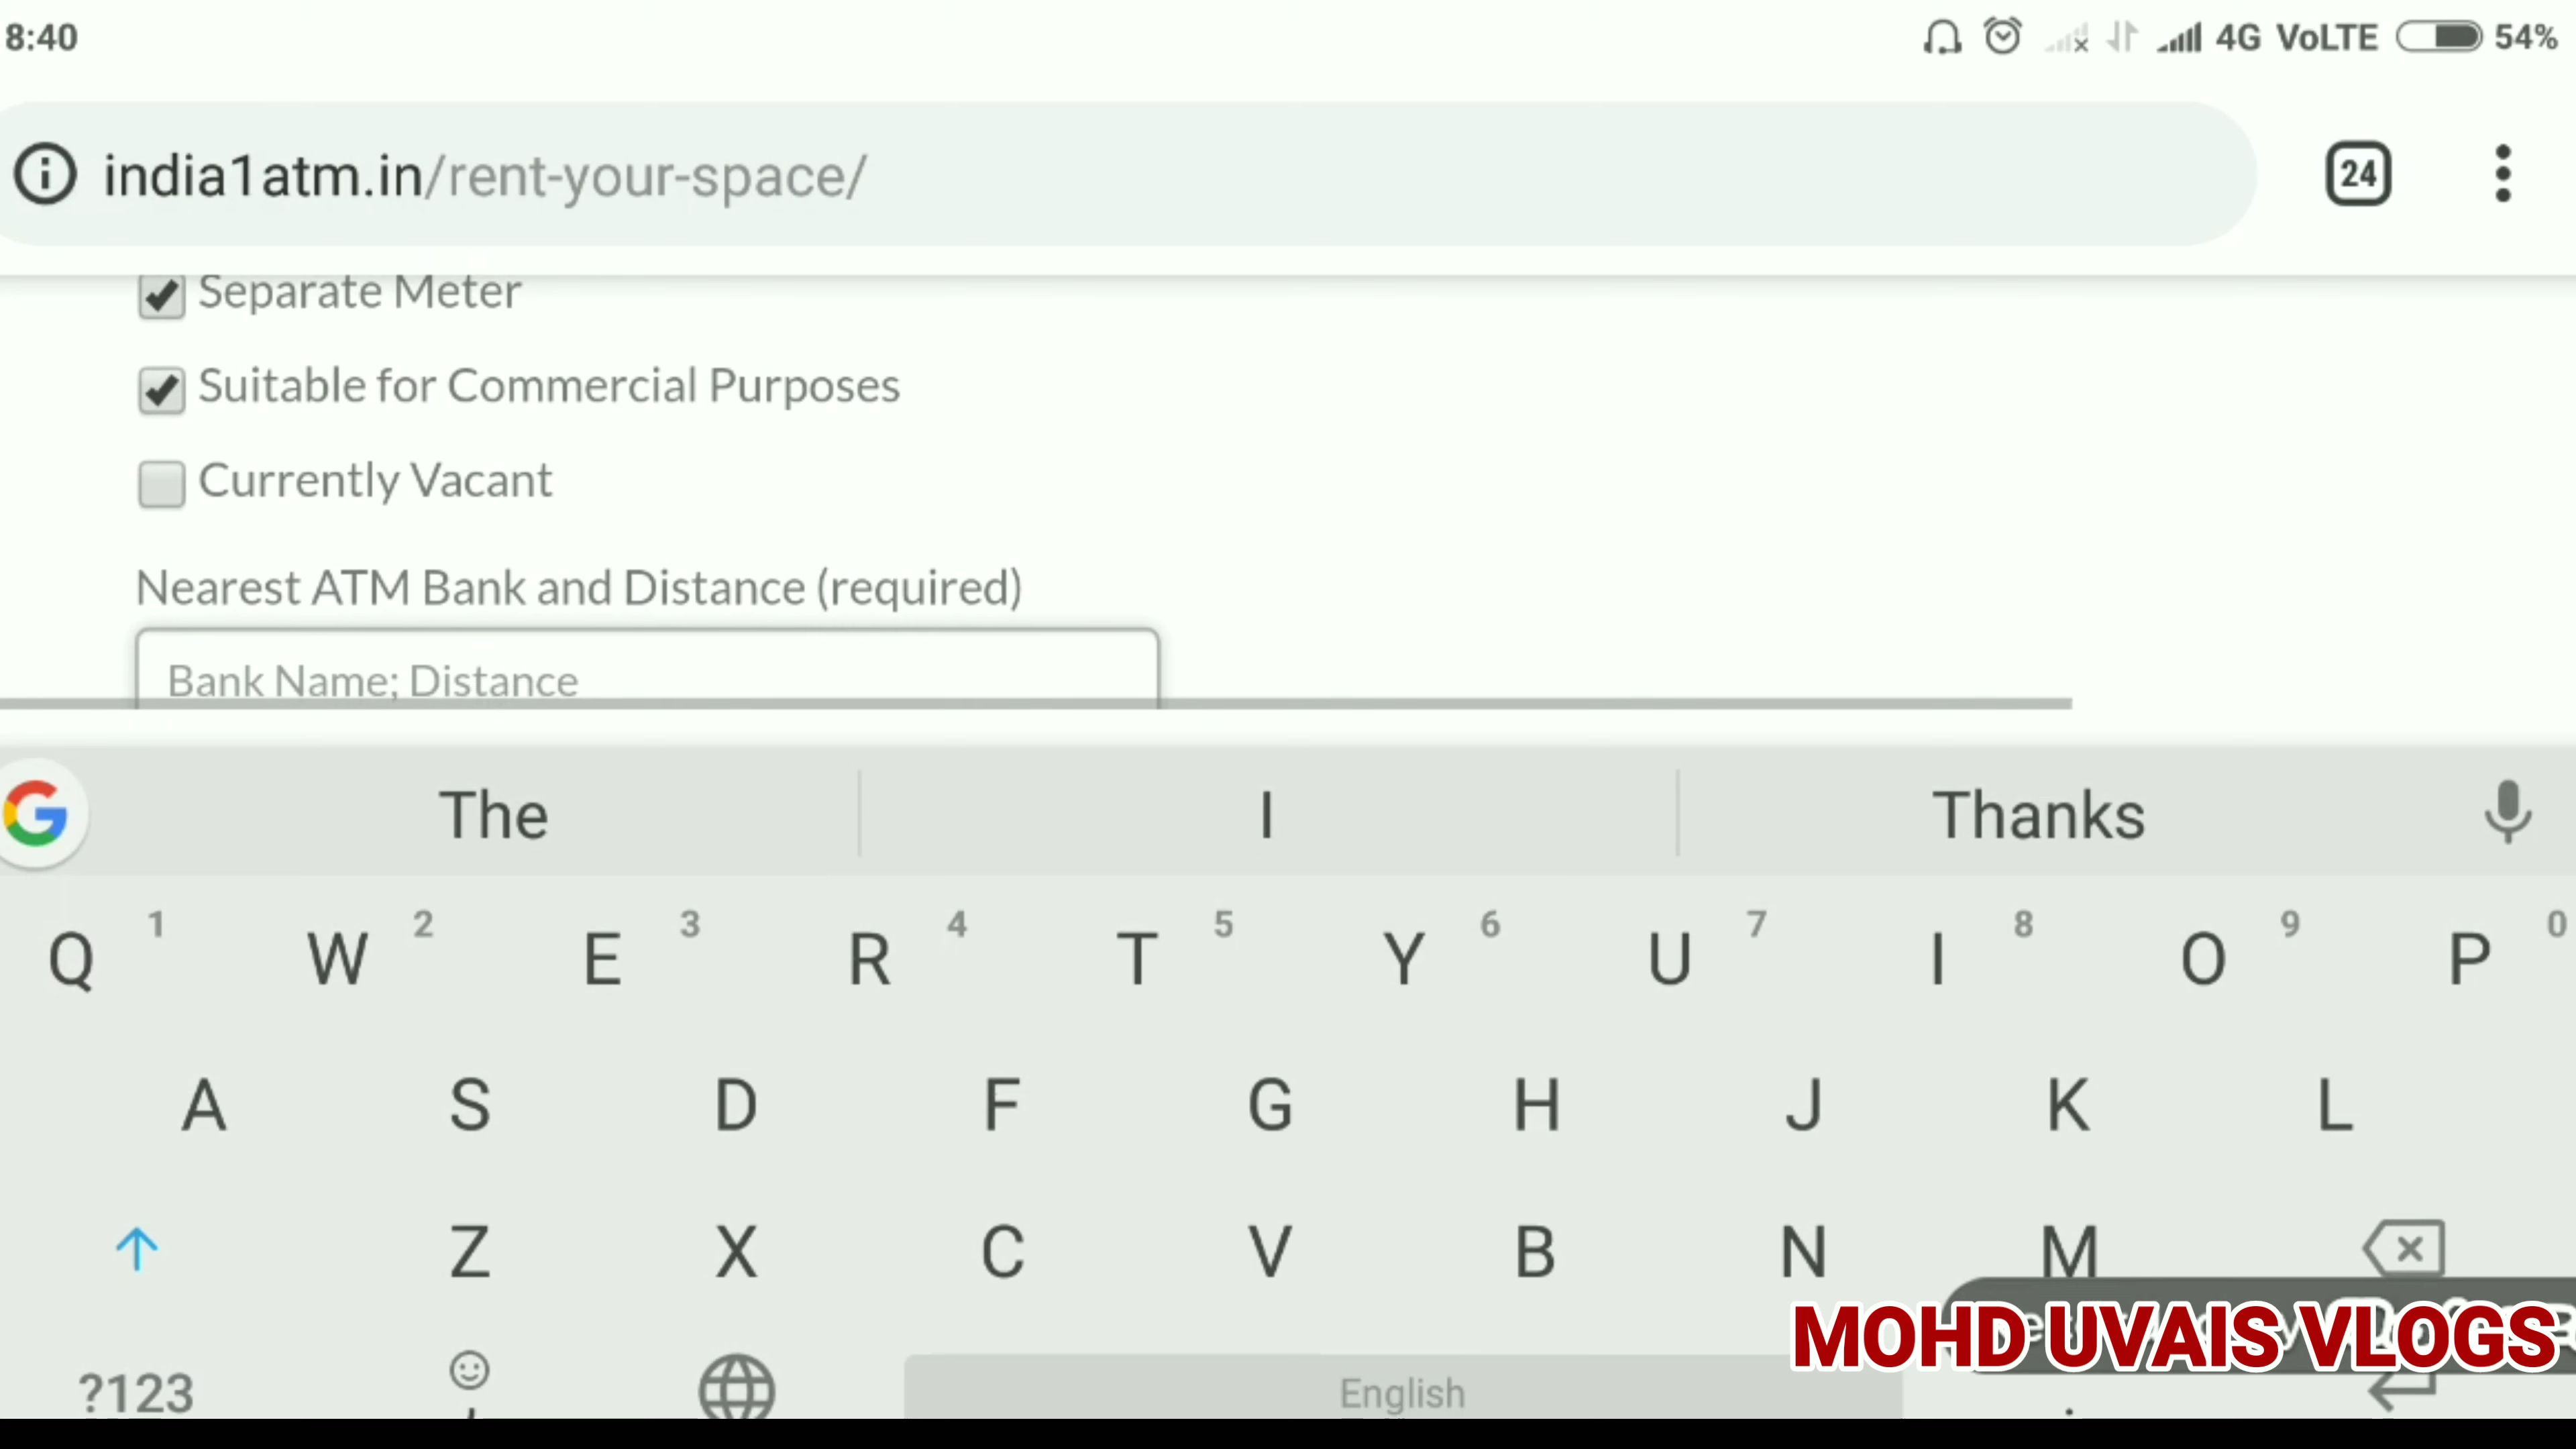 8:40 4G VoLTE 54%
india1atm.in/rent-your-space/ 24
Separate Meter
Suitable for Commercial Purposes
Currently Vacant
Nearest ATM Bank and Distance (required)
Bank Name; Distance
The I Thanks
Q 1 W 2 E 3 R 4 T 5 Y 6 U 7 I 8 O 9 P 0
A S D F G H J K L
Z X C V B N M
MOHD UVAIS VLOGS
?123 English .